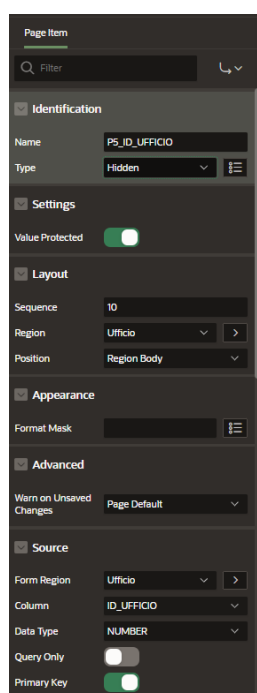 Page Item
Filter
Identification
Name P5_ID_UFFICIO
Type Hidden
Settings
Value Protected
Layout
Sequence 10
Region Ufficio
Position Region Body
Appearance
Format Mask
Advanced
Warn on Unsaved
Changes Page Default
Source
Form Region Ufficio
Column ID_UFFICIO
Data Type NUMBER
Query Only
Primary Key